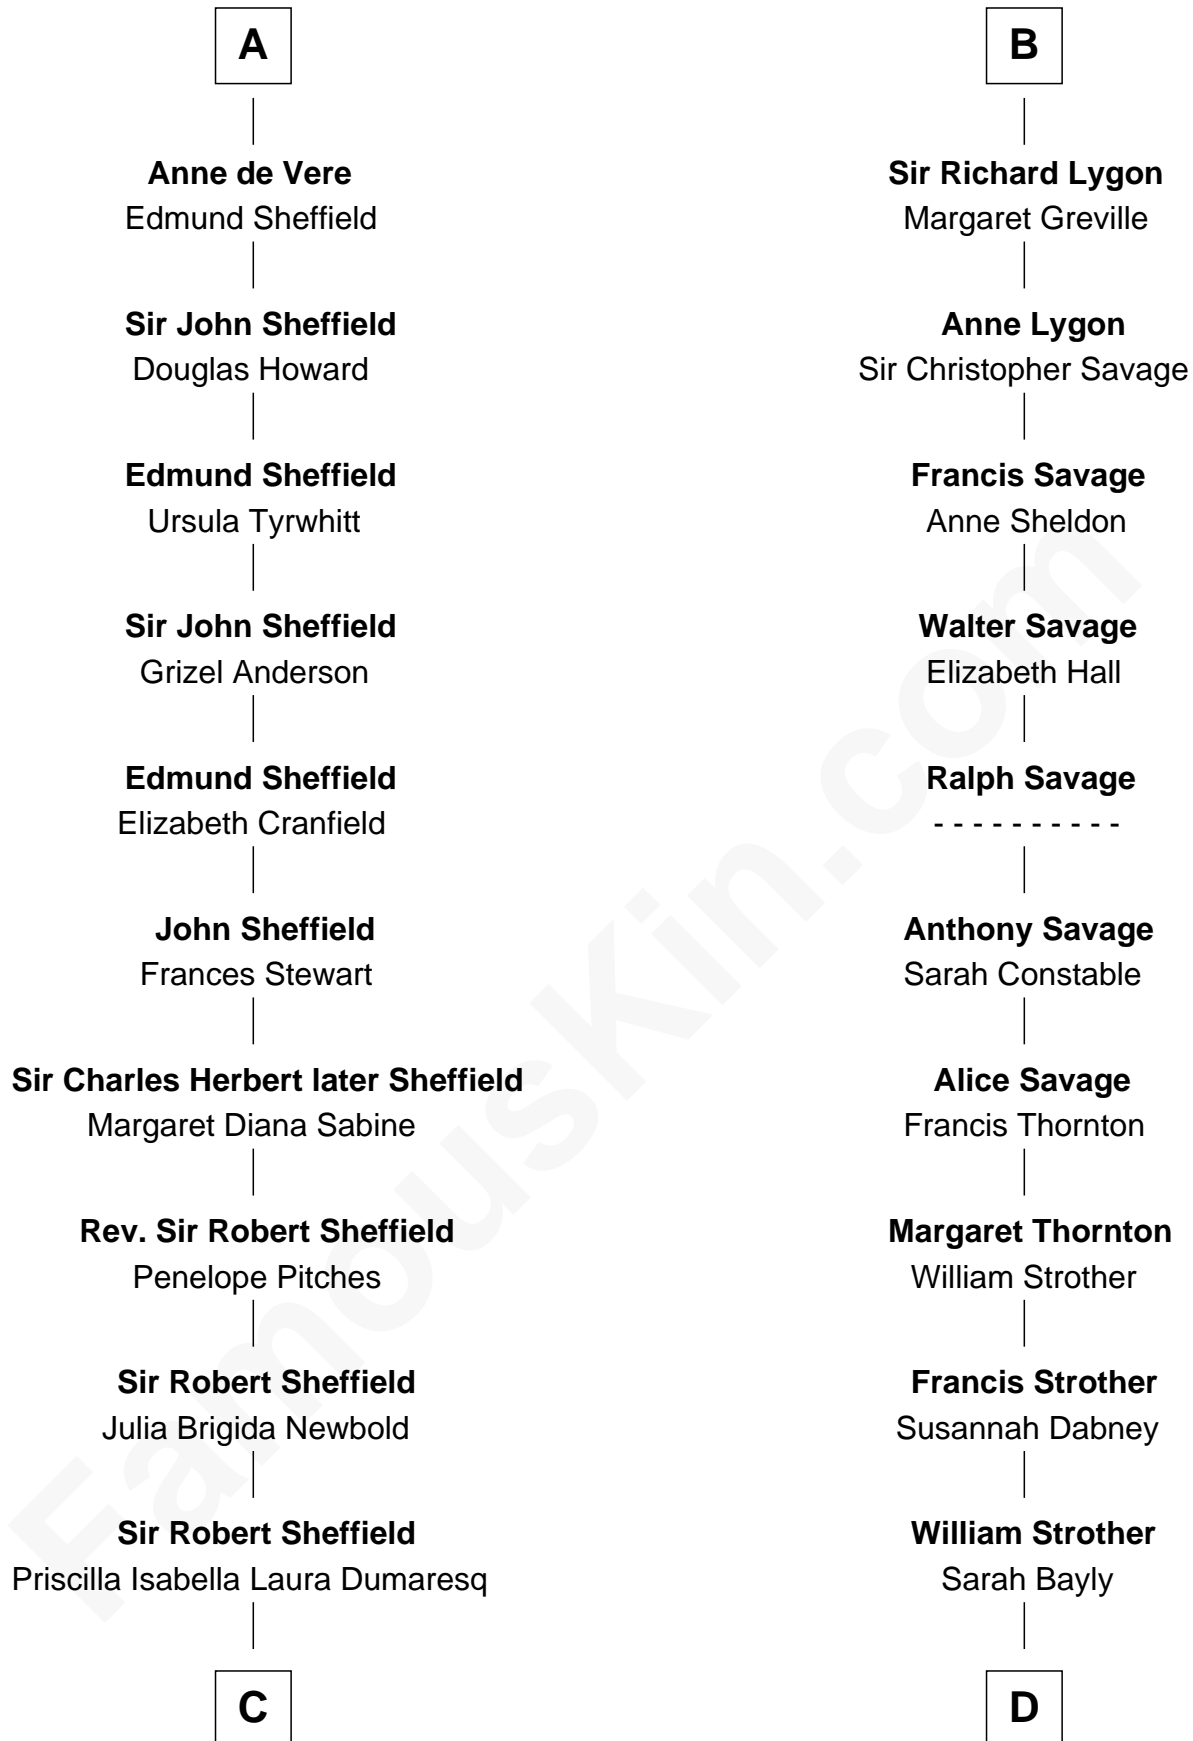 A
Anne de Vere
Edmund Sheffield
Sir John Sheffield
Douglas Howard
Edmund Sheffield
Ursula Tyrwhitt
Sir John Sheffield
Grizel Anderson
Edmund Sheffield
Elizabeth Cranfield
John Sheffield
Frances Stewart
Sir Charles Herbert later Sheffield
Margaret Diana Sabine
Rev. Sir Robert Sheffield
Penelope Pitches
Sir Robert Sheffield
Julia Brigida Newbold
Sir Robert Sheffield
Priscilla Isabella Laura Dumaresq
C
B
Sir Richard Lygon
Margaret Greville
Anne Lygon
Sir Christopher Savage
Francis Savage
Anne Sheldon
Walter Savage
Elizabeth Hall
Ralph Savage
- - - - - - - - - -
Anthony Savage
Sarah Constable
Alice Savage
Francis Thornton
Margaret Thornton
William Strother
Francis Strother
Susannah Dabney
William Strother
Sarah Bayly
D
FamousKin.com